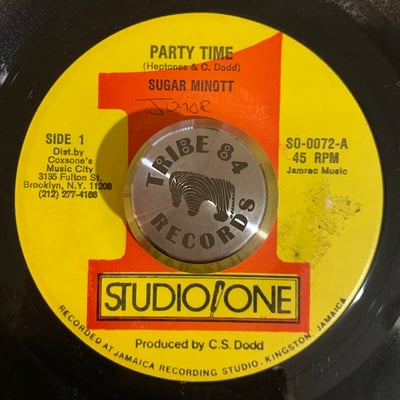 PARTY TIME
(Heptones & C. Dodd)
SUGAR MINOTT
SIDE 1
Dist.by
Coxsone's
Music City
3135 Fulton St.
Brooklyn, N.Y. 11208
(212) 277-4166
SO-0072-A
45 RPM
Jamrec Music
TRIBE 84
RECORDS
STUDIO ONE
Produced by C.S. Dodd
RECORDED AT JAMAICA RECORDING STUDIO. KINGSTON, JAMAICA